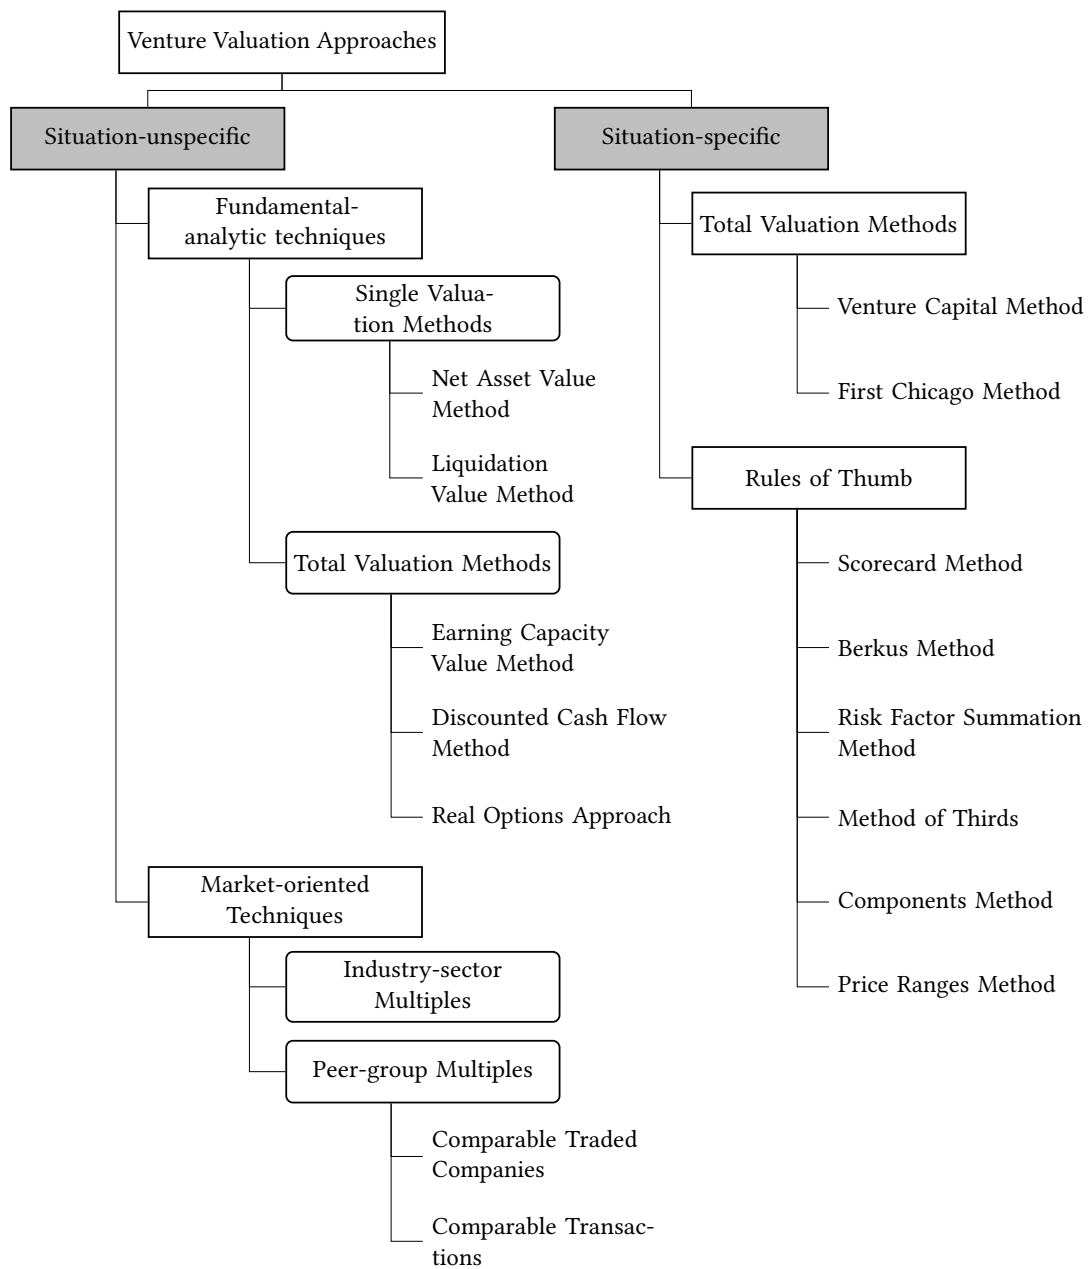 Venture Valuation Approaches
Situation-unspecific
Fundamental-
analytic techniques
Single Valua-
tion Methods
Net Asset Value
Method
Liquidation
Value Method
Total Valuation Methods
Earning Capacity
Value Method
Discounted Cash Flow
Method
Real Options Approach
Market-oriented
Techniques
Industry-sector
Multiples
Peer-group Multiples
Comparable Traded
Companies
Comparable Transac-
tions
Situation-specific
Total Valuation Methods
Venture Capital Method
First Chicago Method
Rules of Thumb
Scorecard Method
Berkus Method
Risk Factor Summation
Method
Method of Thirds
Components Method
Price Ranges Method